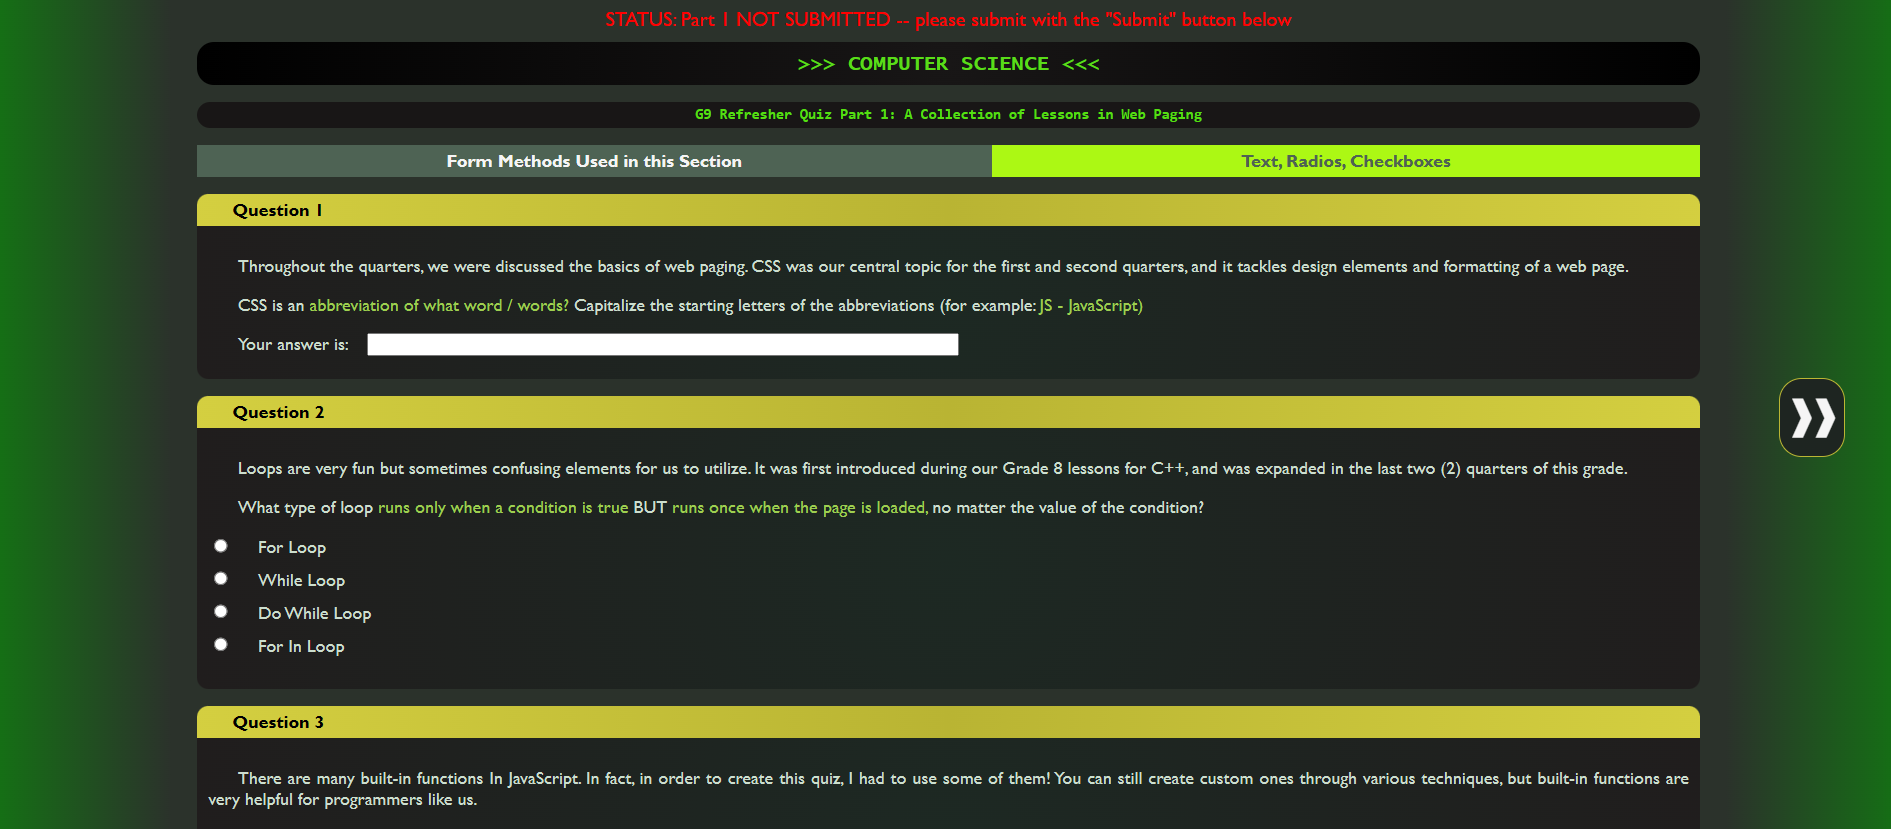 STATUS: Part 1 NOT SUBMITTED -- please submit with the "Submit" button below
>>> COMPUTER SCIENCE <<<
G9 Refresher Quiz Part 1: A Collection of Lessons in Web Paging
Form Methods Used in this Section
Text, Radios, Checkboxes
Question 1
Throughout the quarters, we were discussed the basics of web paging. CSS was our central topic for the first and second quarters, and it tackles design elements and formatting of a web page.
CSS is an abbreviation of what word / words? Capitalize the starting letters of the abbreviations (for example: JS - JavaScript)
Your answer is:
Question 2
Loops are very fun but sometimes confusing elements for us to utilize. It was first introduced during our Grade 8 lessons for C++, and was expanded in the last two (2) quarters of this grade.
What type of loop runs only when a condition is true BUT runs once when the page is loaded, no matter the value of the condition?
For Loop
While Loop
Do While Loop
For In Loop
Question 3
There are many built-in functions In JavaScript. In fact, in order to create this quiz, I had to use some of them! You can still create custom ones through various techniques, but built-in functions are
very helpful for programmers like us.